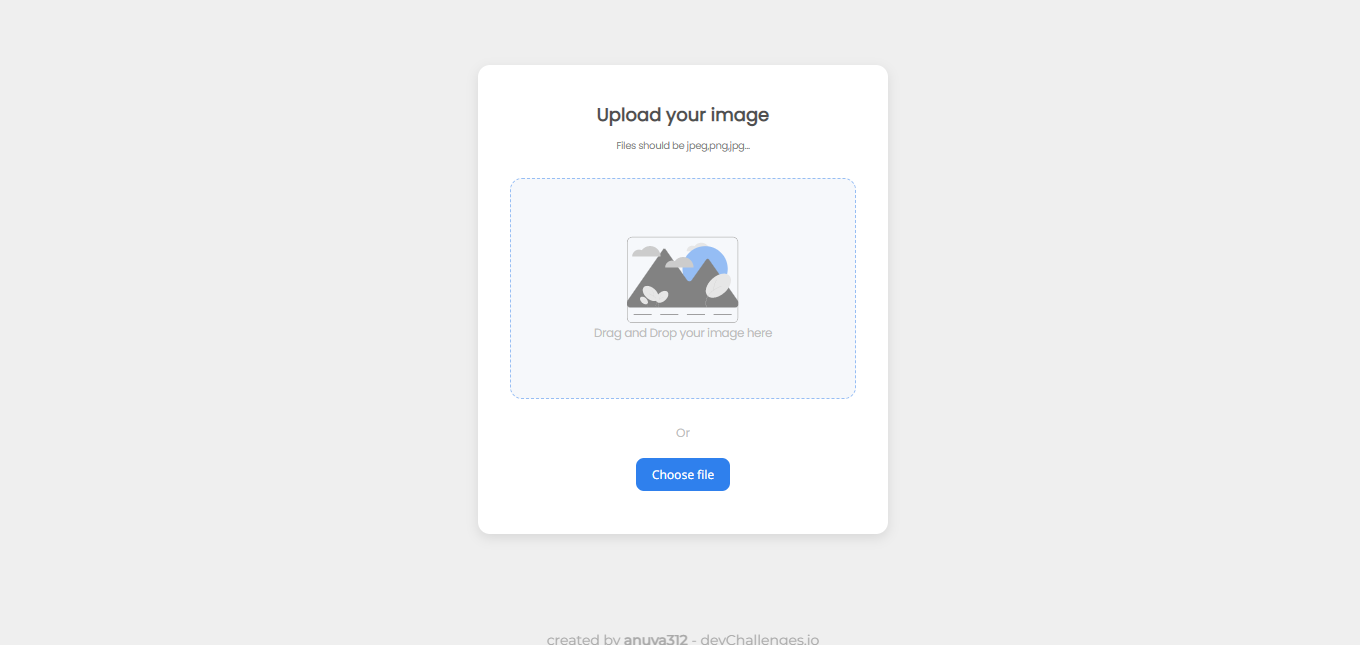 Upload your image
Files should be jpeg,png,jpg...
Drag and Drop your image here
Or
Choose file
created by anuva312 - devChallenges.io